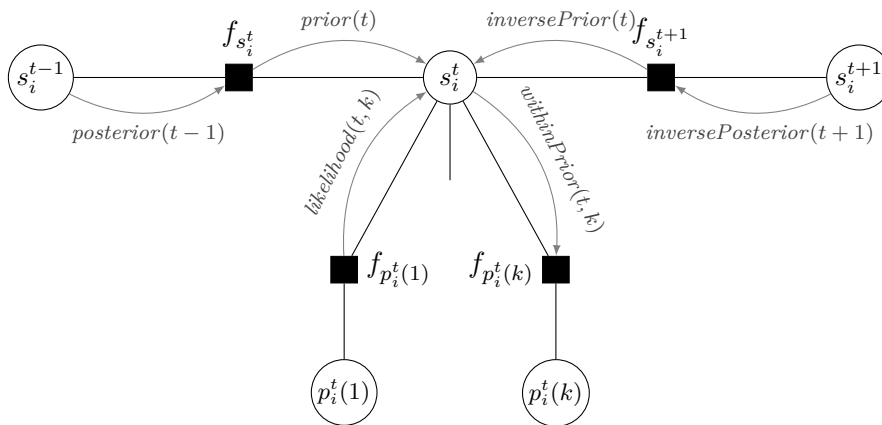 prior(t)
inversePrior(t)
f_{s_i^t}
f_{s_i^{t+1}}
s_i^{t-1}
s_i^t
s_i^{t+1}
posterior(t − 1)
likelihood(t, k)
withinPrior(t, k)
inversePosterior(t + 1)
f_{p_i^t(1)}
f_{p_i^t(k)}
p_i^t(1)
p_i^t(k)